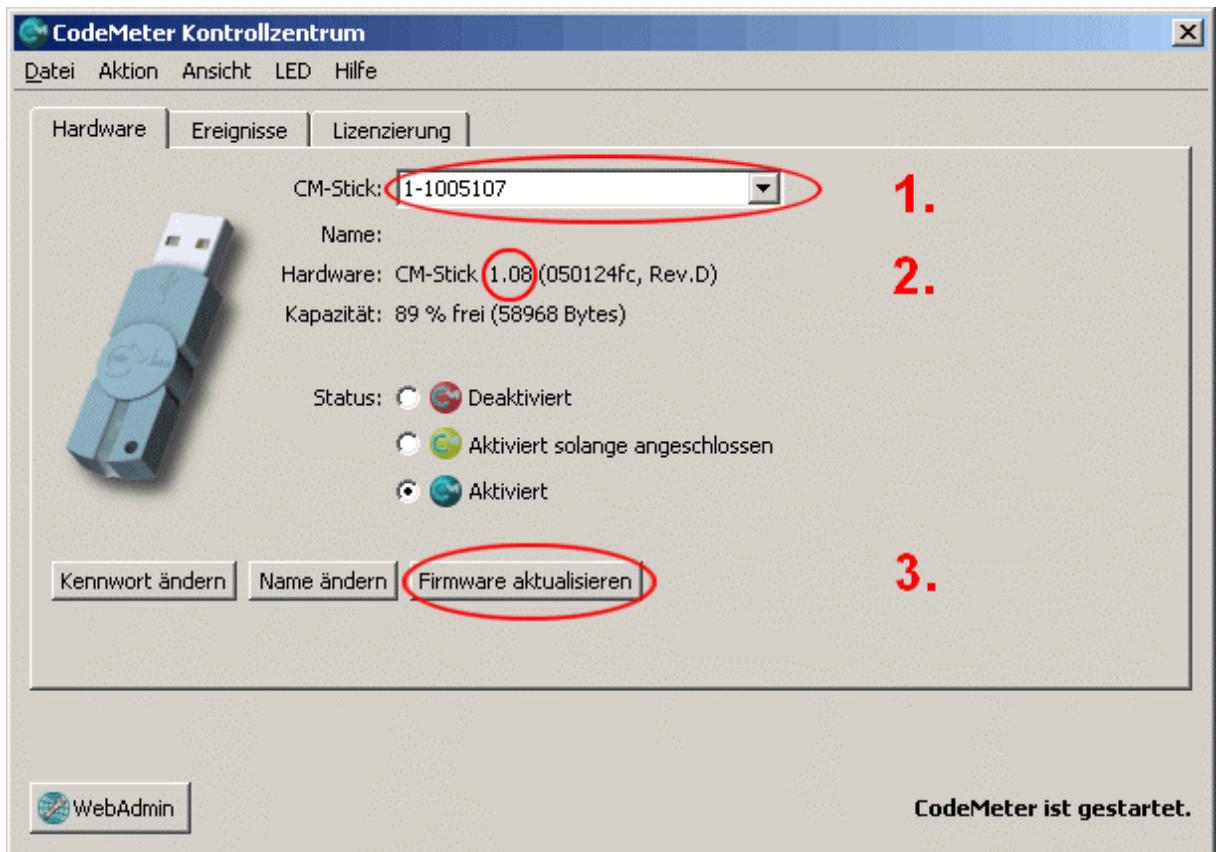 CodeMeter Kontrollzentrum
Datei Aktion Ansicht LED Hilfe
Hardware Ereignisse Lizenzierung
CM-Stick: 1-1005107 1.
Name:
Hardware: CM-Stick 1.08 (050124fc, Rev.D) 2.
Kapazität: 89 % frei (58968 Bytes)
Status: Deaktiviert
Aktiviert solange angeschlossen
Aktiviert
Kennwort ändern Name ändern Firmware aktualisieren 3.
WebAdmin CodeMeter ist gestartet.